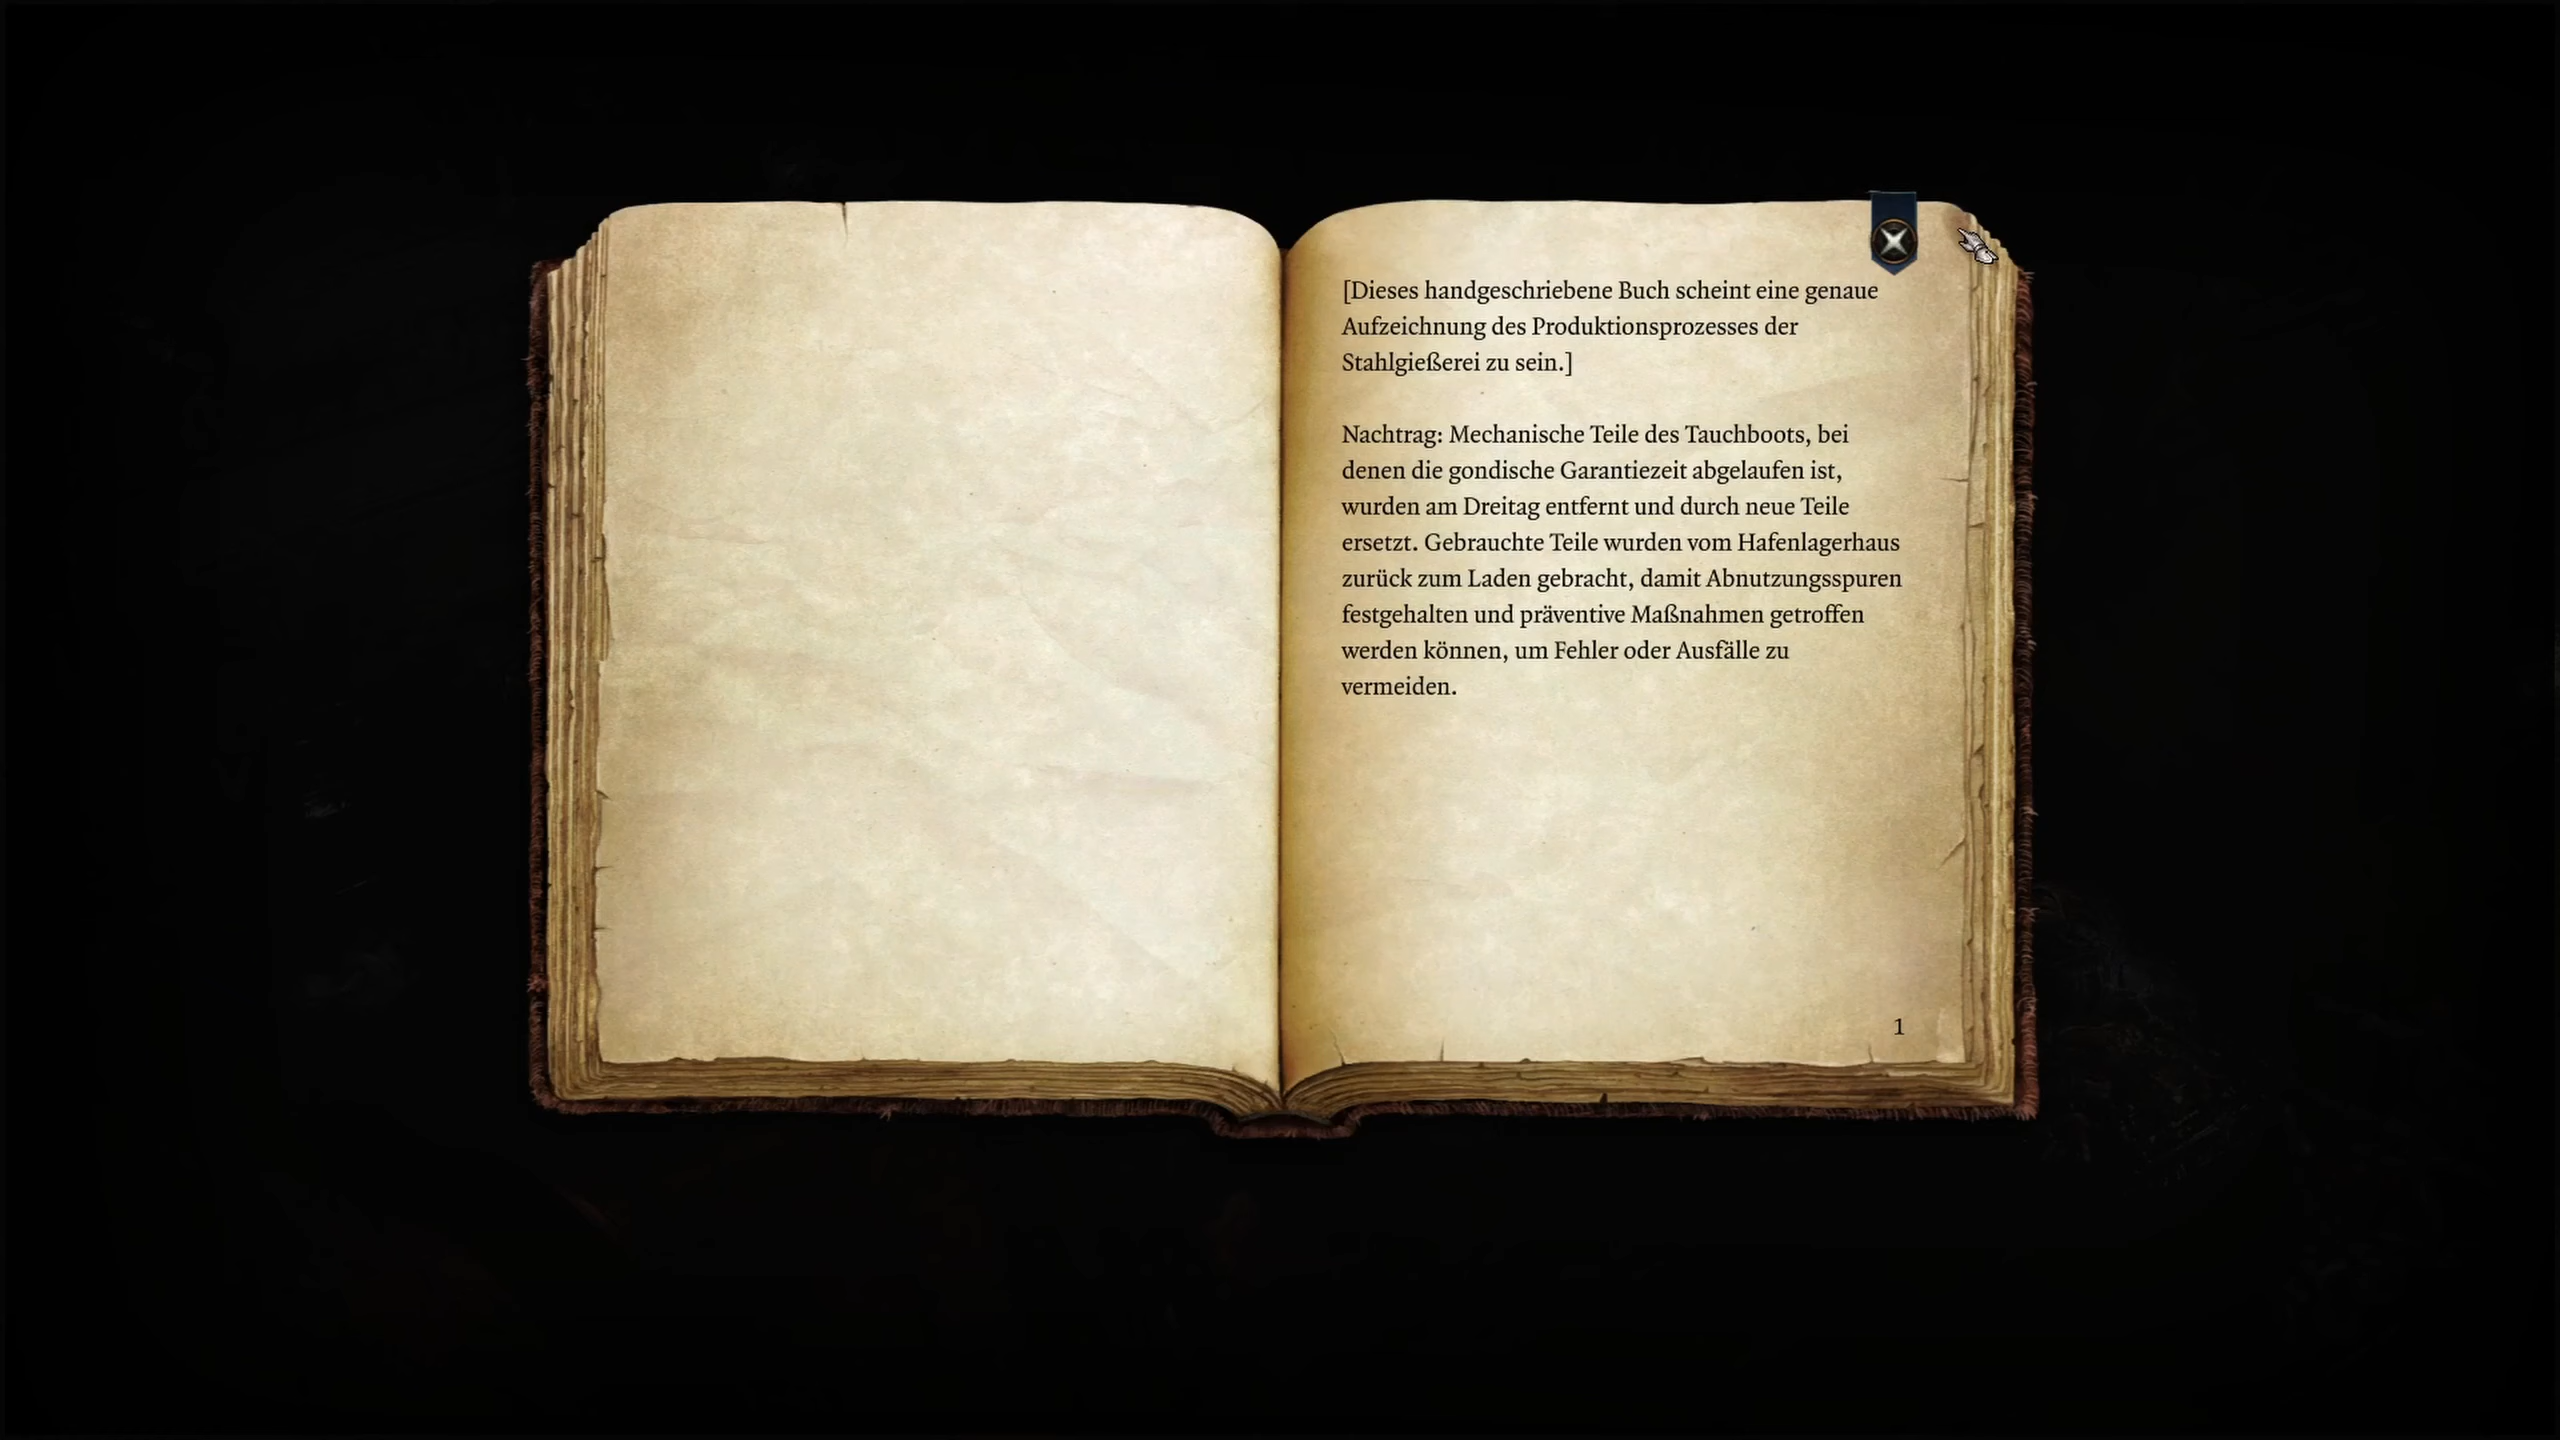 [Dieses handgeschriebene Buch scheint eine genaue
Aufzeichnung des Produktionsprozesses der
Stahlgießerei zu sein.]
Nachtrag: Mechanische Teile des Tauchboots, bei
denen die gondische Garantiezeit abgelaufen ist,
wurden am Dreitag entfernt und durch neue Teile
ersetzt. Gebrauchte Teile wurden vom Hafenlagerhaus
zurück zum Laden gebracht, damit Abnutzungsspuren
festgehalten und präventive Maßnahmen getroffen
werden können, um Fehler oder Ausfälle zu
vermeiden.
1